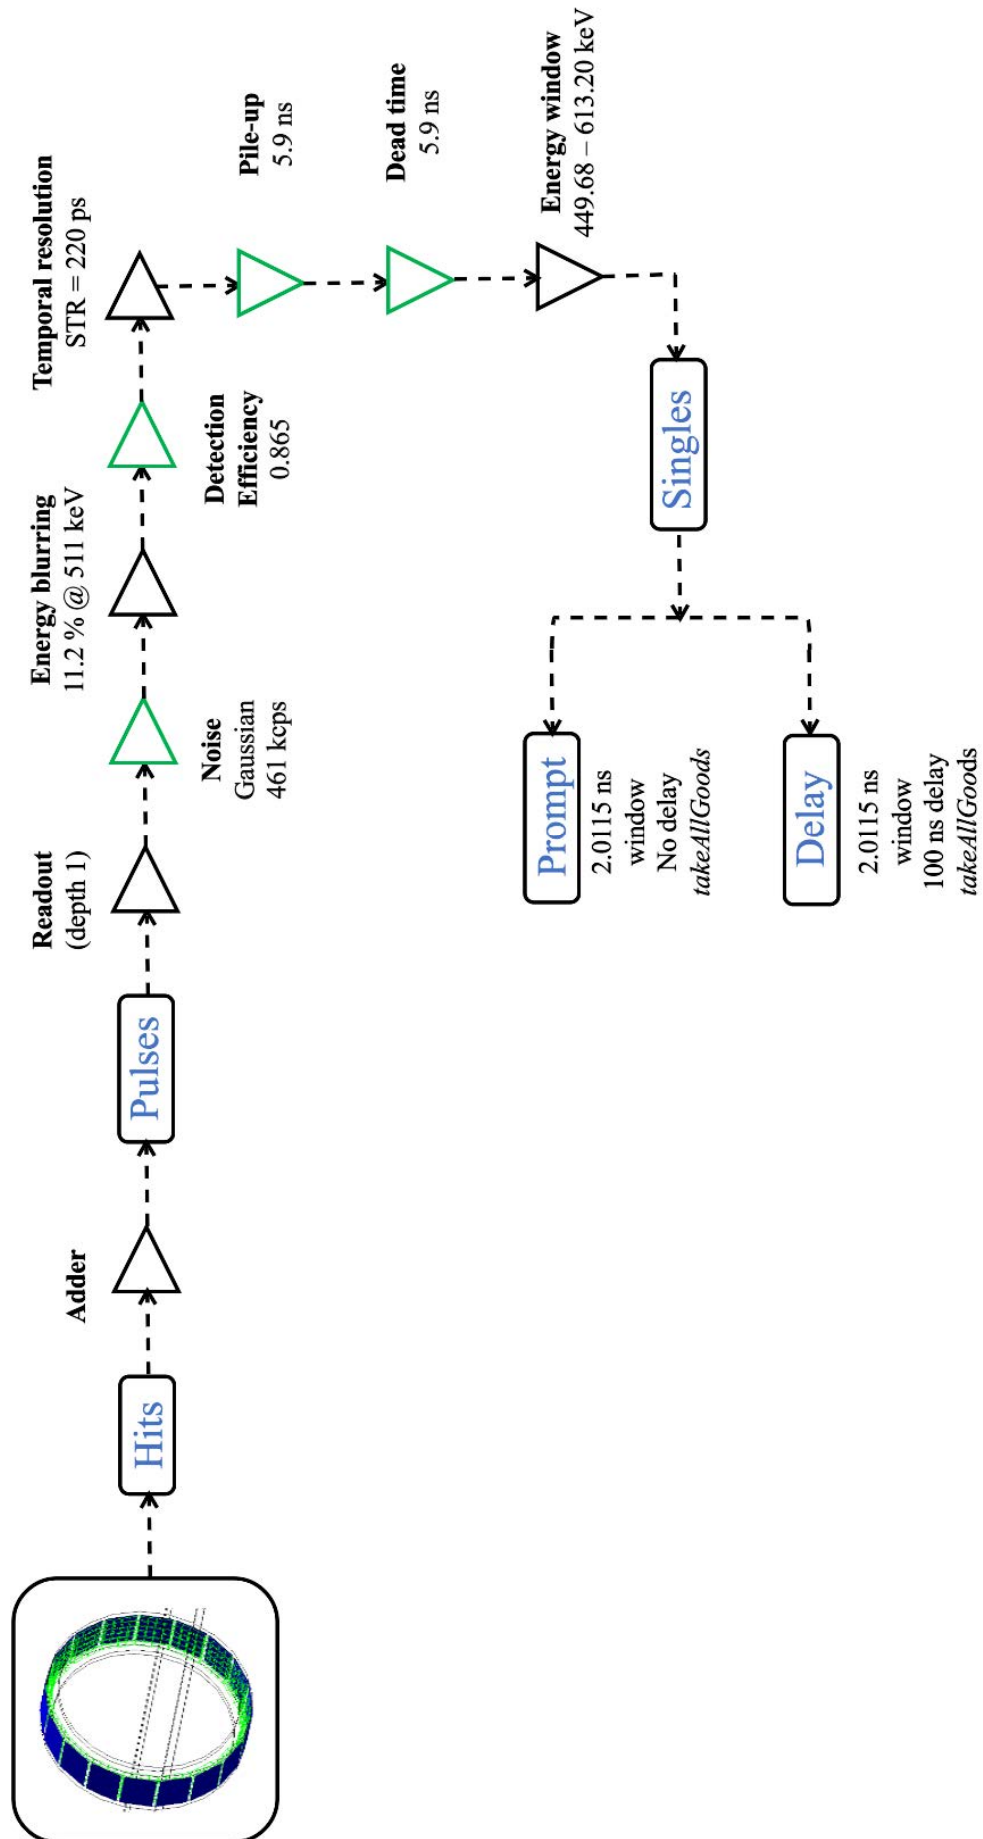 Hits
Adder
Pulses
Readout
(depth 1)
Noise
Gaussian
461 kcps
Energy blurring
11.2 % @ 511 keV
Detection
Efficiency
0.865
Temporal resolution
STR = 220 ps
Pile-up
5.9 ns
Dead time
5.9 ns
Energy window
449.68 – 613.20 keV
Singles
Prompt
2.0115 ns
window
No delay
takeAllGoods
Delay
2.0115 ns
window
100 ns delay
takeAllGoods